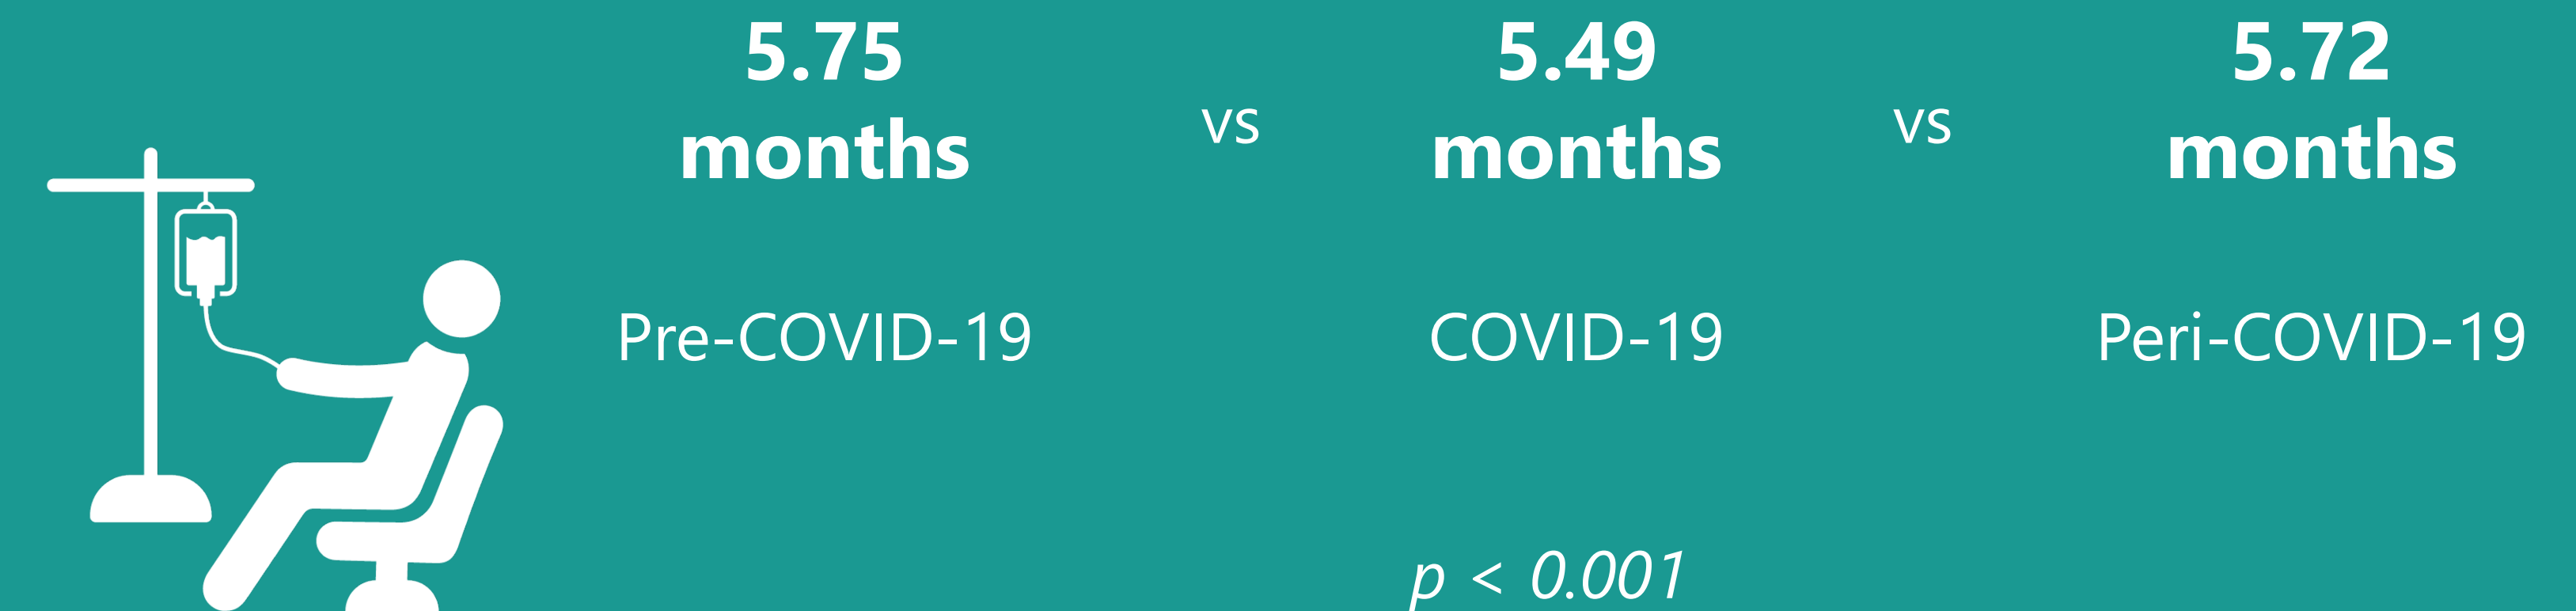 5.75
months
vs
5.49
months
vs
5.72
months
Pre-COVID-19
COVID-19
Peri-COVID-19
p < 0.001